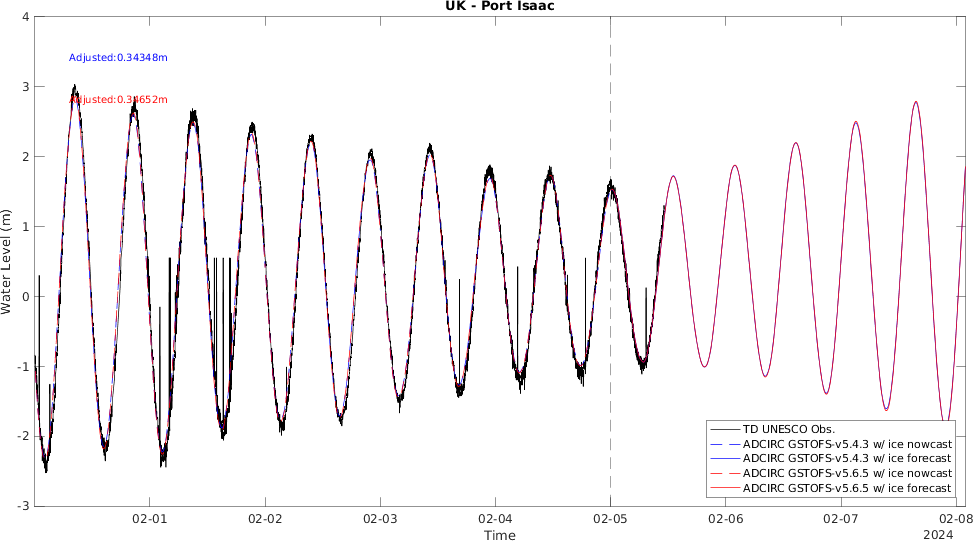 UK - Port Isaac
Adjusted:0.34348m
Adjusted:0.34652m
4
3
2
1
0
-1
-2
-3
Water Level (m)
02-01
02-02
02-03
02-04
02-05
02-06
02-07
02-08
Time
2024
TD UNESCO Obs.
ADCIRC GSTOFS-v5.4.3 w/ ice nowcast
ADCIRC GSTOFS-v5.4.3 w/ ice forecast
ADCIRC GSTOFS-v5.6.5 w/ ice nowcast
ADCIRC GSTOFS-v5.6.5 w/ ice forecast